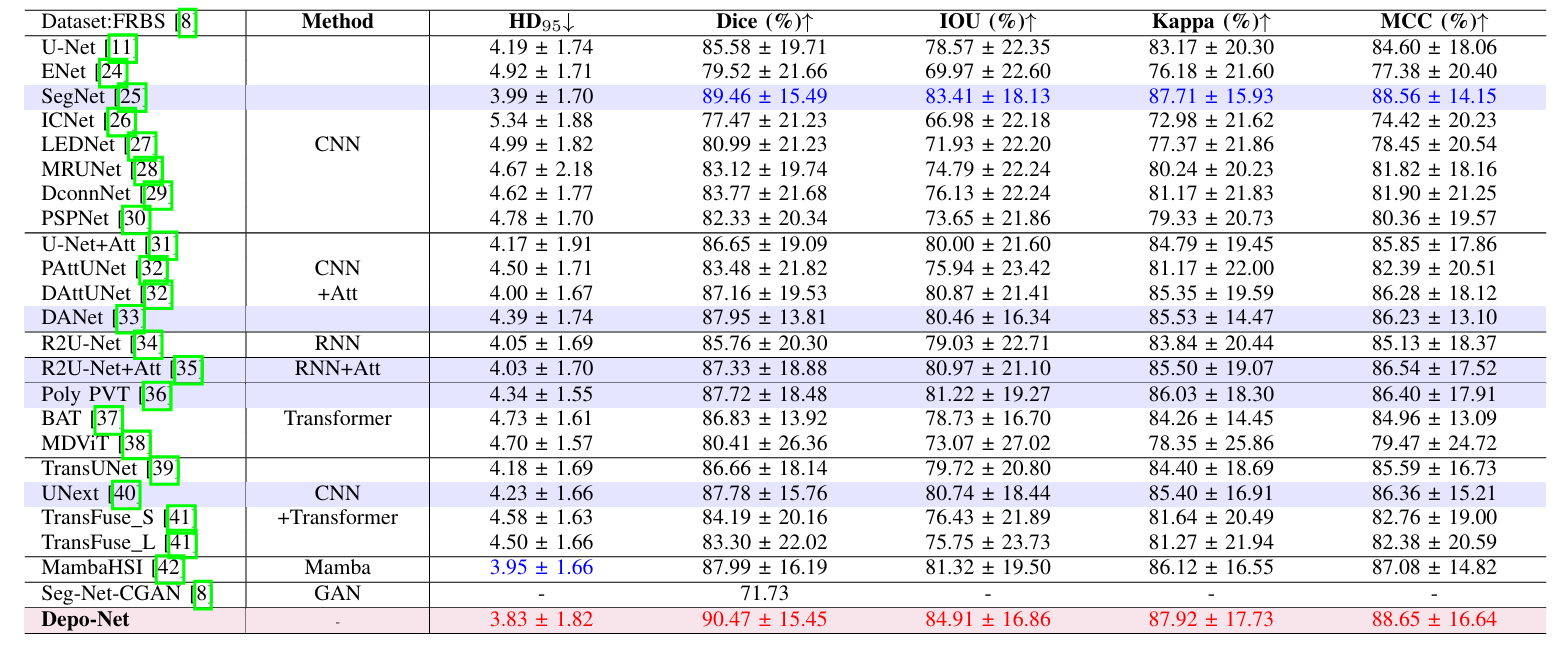 Dataset:FRBS [8] Method HD95↓ Dice (%)↑ IOU (%)↑ Kappa (%)↑ MCC (%)↑
U-Net [11] 4.19 ± 1.74 85.58 ± 19.71 78.57 ± 22.35 83.17 ± 20.30 84.60 ± 18.06
ENet [24] 4.92 ± 1.71 79.52 ± 21.66 69.97 ± 22.60 76.18 ± 21.60 77.38 ± 20.40
SegNet [25] 3.99 ± 1.70 89.46 ± 15.49 83.41 ± 18.13 87.71 ± 15.93 88.56 ± 14.15
ICNet [26] 5.34 ± 1.88 77.47 ± 21.23 66.98 ± 22.18 72.98 ± 21.62 74.42 ± 20.23
LEDNet [27] CNN 4.99 ± 1.82 80.99 ± 21.23 71.93 ± 22.20 77.37 ± 21.86 78.45 ± 20.54
MRUNet [28] 4.67 ± 2.18 83.12 ± 19.74 74.79 ± 22.24 80.24 ± 20.23 81.82 ± 18.16
DconnNet [29] 4.62 ± 1.77 83.77 ± 21.68 76.13 ± 22.24 81.17 ± 21.83 81.90 ± 21.25
PSPNet [30] 4.78 ± 1.70 82.33 ± 20.34 73.65 ± 21.86 79.33 ± 20.73 80.36 ± 19.57
U-Net+Att [31] 4.17 ± 1.91 86.65 ± 19.09 80.00 ± 21.60 84.79 ± 19.45 85.85 ± 17.86
PAttUNet [32] CNN 4.50 ± 1.71 83.48 ± 21.82 75.94 ± 23.42 81.17 ± 22.00 82.39 ± 20.51
DAttUNet [32] +Att 4.00 ± 1.67 87.16 ± 19.53 80.87 ± 21.41 85.35 ± 19.59 86.28 ± 18.12
DANet [33] 4.39 ± 1.74 87.95 ± 13.81 80.46 ± 16.34 85.53 ± 14.47 86.23 ± 13.10
R2U-Net [34] RNN 4.05 ± 1.69 85.76 ± 20.30 79.03 ± 22.71 83.84 ± 20.44 85.13 ± 18.37
R2U-Net+Att [35] RNN+Att 4.03 ± 1.70 87.33 ± 18.88 80.97 ± 21.10 85.50 ± 19.07 86.54 ± 17.52
Poly PVT [36] 4.34 ± 1.55 87.72 ± 18.48 81.22 ± 19.27 86.03 ± 18.30 86.40 ± 17.91
BAT [37] Transformer 4.73 ± 1.61 86.83 ± 13.92 78.73 ± 16.70 84.26 ± 14.45 84.96 ± 13.09
MDViT [38] 4.70 ± 1.57 80.41 ± 26.36 73.07 ± 27.02 78.35 ± 25.86 79.47 ± 24.72
TransUNet [39] 4.18 ± 1.69 86.66 ± 18.14 79.72 ± 20.80 84.40 ± 18.69 85.59 ± 16.73
UNext [40] CNN 4.23 ± 1.66 87.78 ± 15.76 80.74 ± 18.44 85.40 ± 16.91 86.36 ± 15.21
TransFuse_S [41] +Transformer 4.58 ± 1.63 84.19 ± 20.16 76.43 ± 21.89 81.64 ± 20.49 82.76 ± 19.00
TransFuse_L [41] 4.50 ± 1.66 83.30 ± 22.02 75.75 ± 23.73 81.27 ± 21.94 82.38 ± 20.59
MambaHSI [42] Mamba 3.95 ± 1.66 87.99 ± 16.19 81.32 ± 19.50 86.12 ± 16.55 87.08 ± 14.82
Seg-Net-CGAN [8] GAN - 71.73 - - -
Depo-Net - 3.83 ± 1.82 90.47 ± 15.45 84.91 ± 16.86 87.92 ± 17.73 88.65 ± 16.64